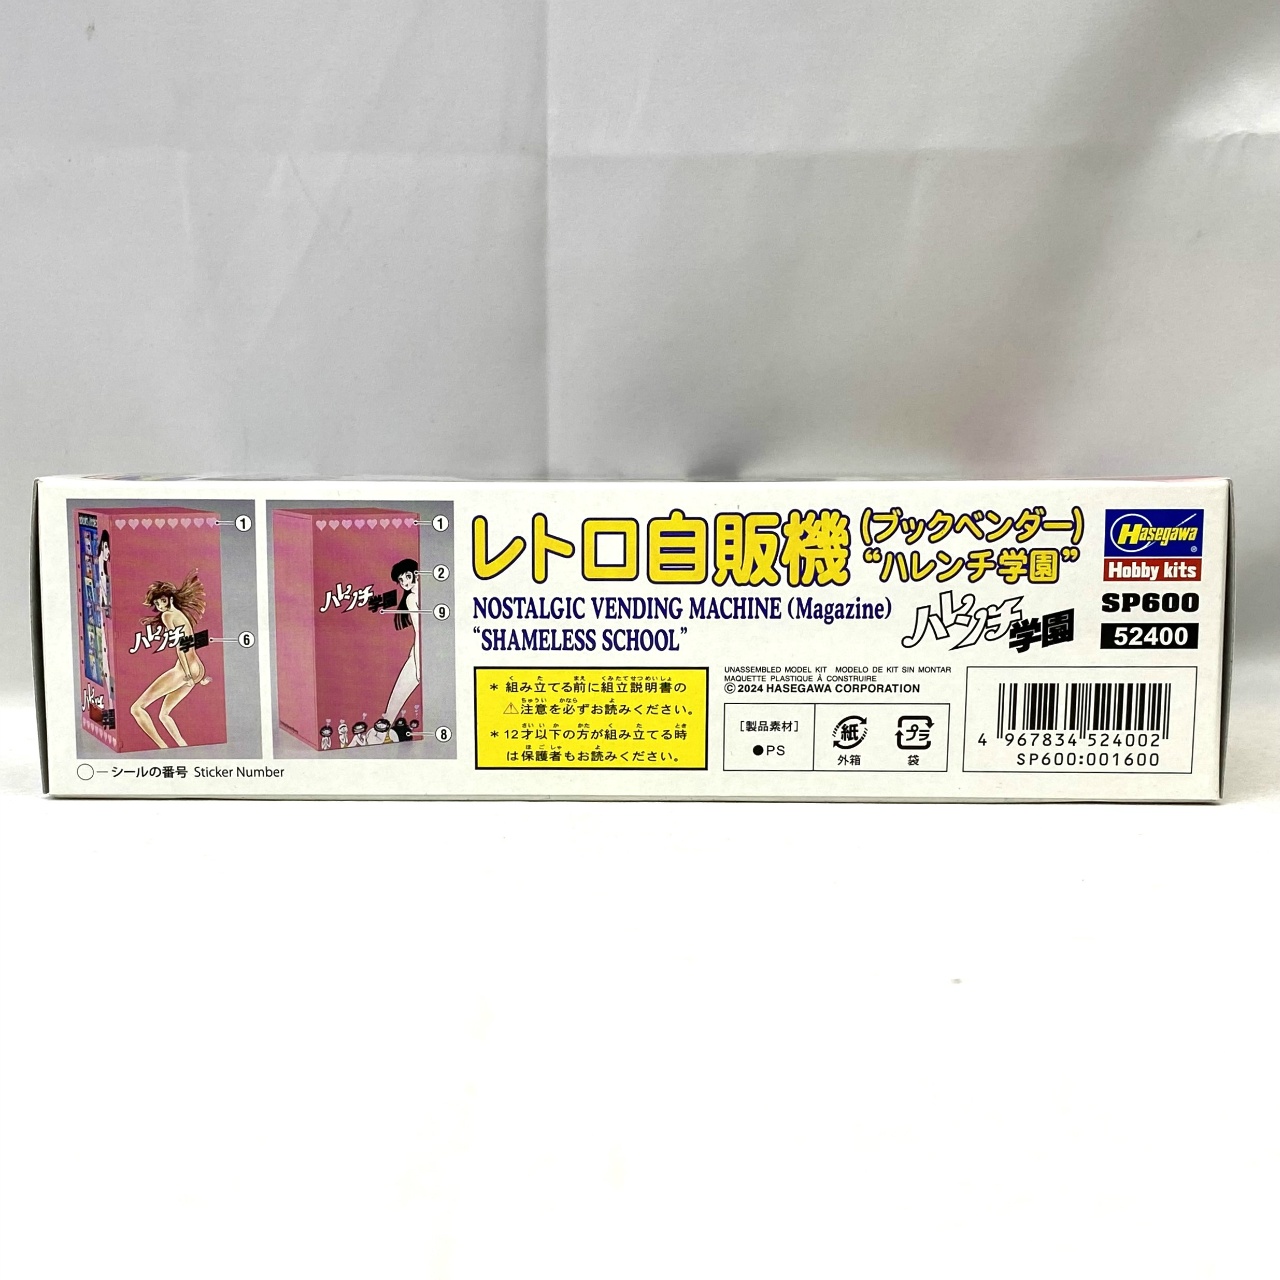 1
ハレンチ学園
6
1
2
ハレンチ学園
9
8
○—シールの番号 Sticker Number
レトロ自販機
(ブックベンダー)
“ハレンチ学園”
NOSTALGIC VENDING MACHINE (Magazine)
“SHAMELESS SCHOOL”
ハレンチ学園
Hasegawa
Hobby kits
SP600
52400
＊組み立てる前に組立説明書の
⚠注意を必ずお読みください。
＊12才以下の方が組み立てる時
は保護者もお読みください。
UNASSEMBLED MODEL KIT MODELO DE KIT SIN MONTAR
MAQUETTE PLASTIQUE À CONSTRUIRE
©2024 HASEGAWA CORPORATION
[製品素材]
●PS
紙
外箱
プラ
袋
4 967834 524002
SP600:001600